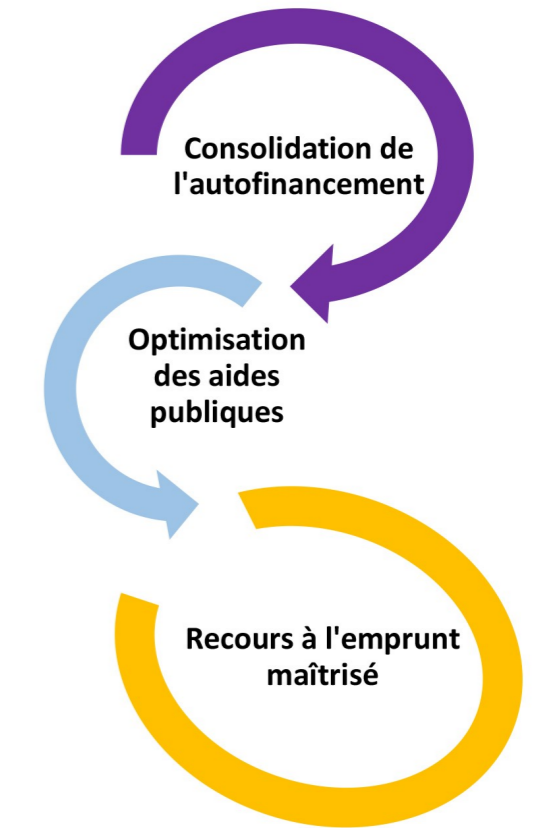 Consolidation de
l'autofinancement
Optimisation
des aides
publiques
Recours à l'emprunt
maîtrisé